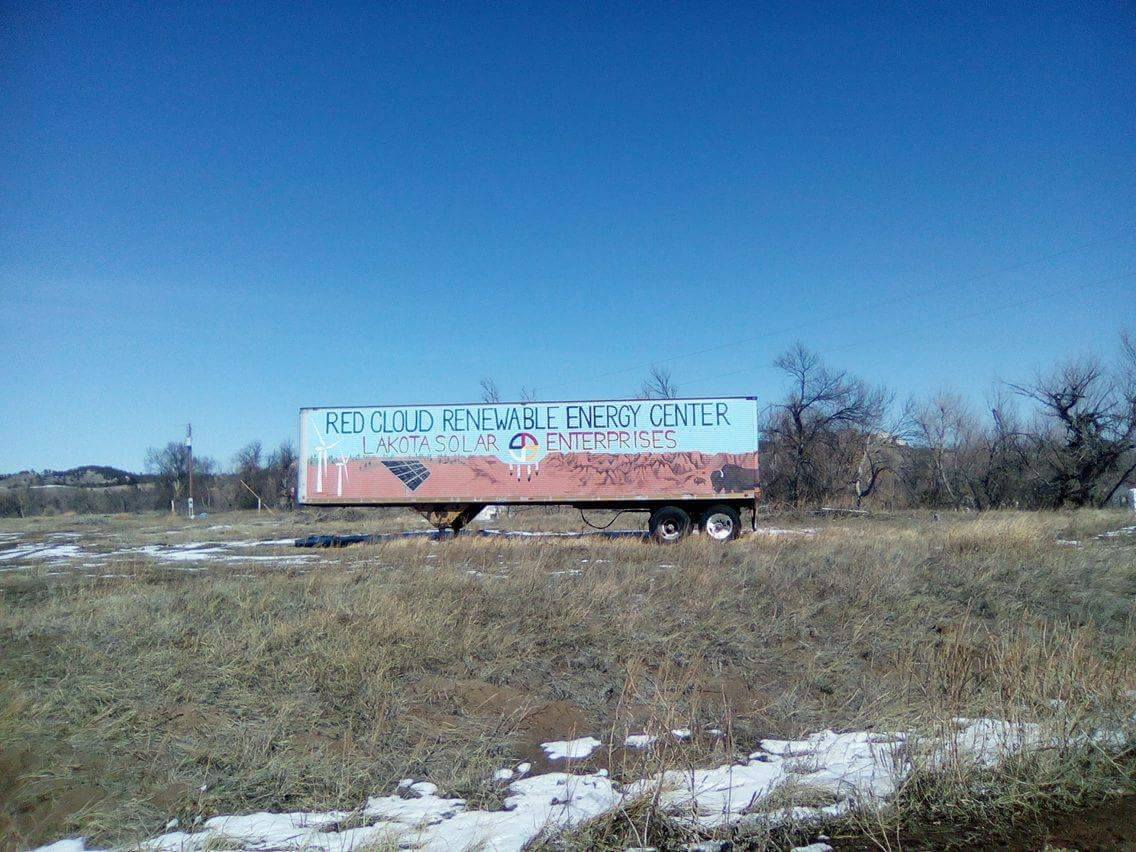 RED CLOUD RENEWABLE ENERGY CENTER
LAKOTA SOLAR ENTERPRISES